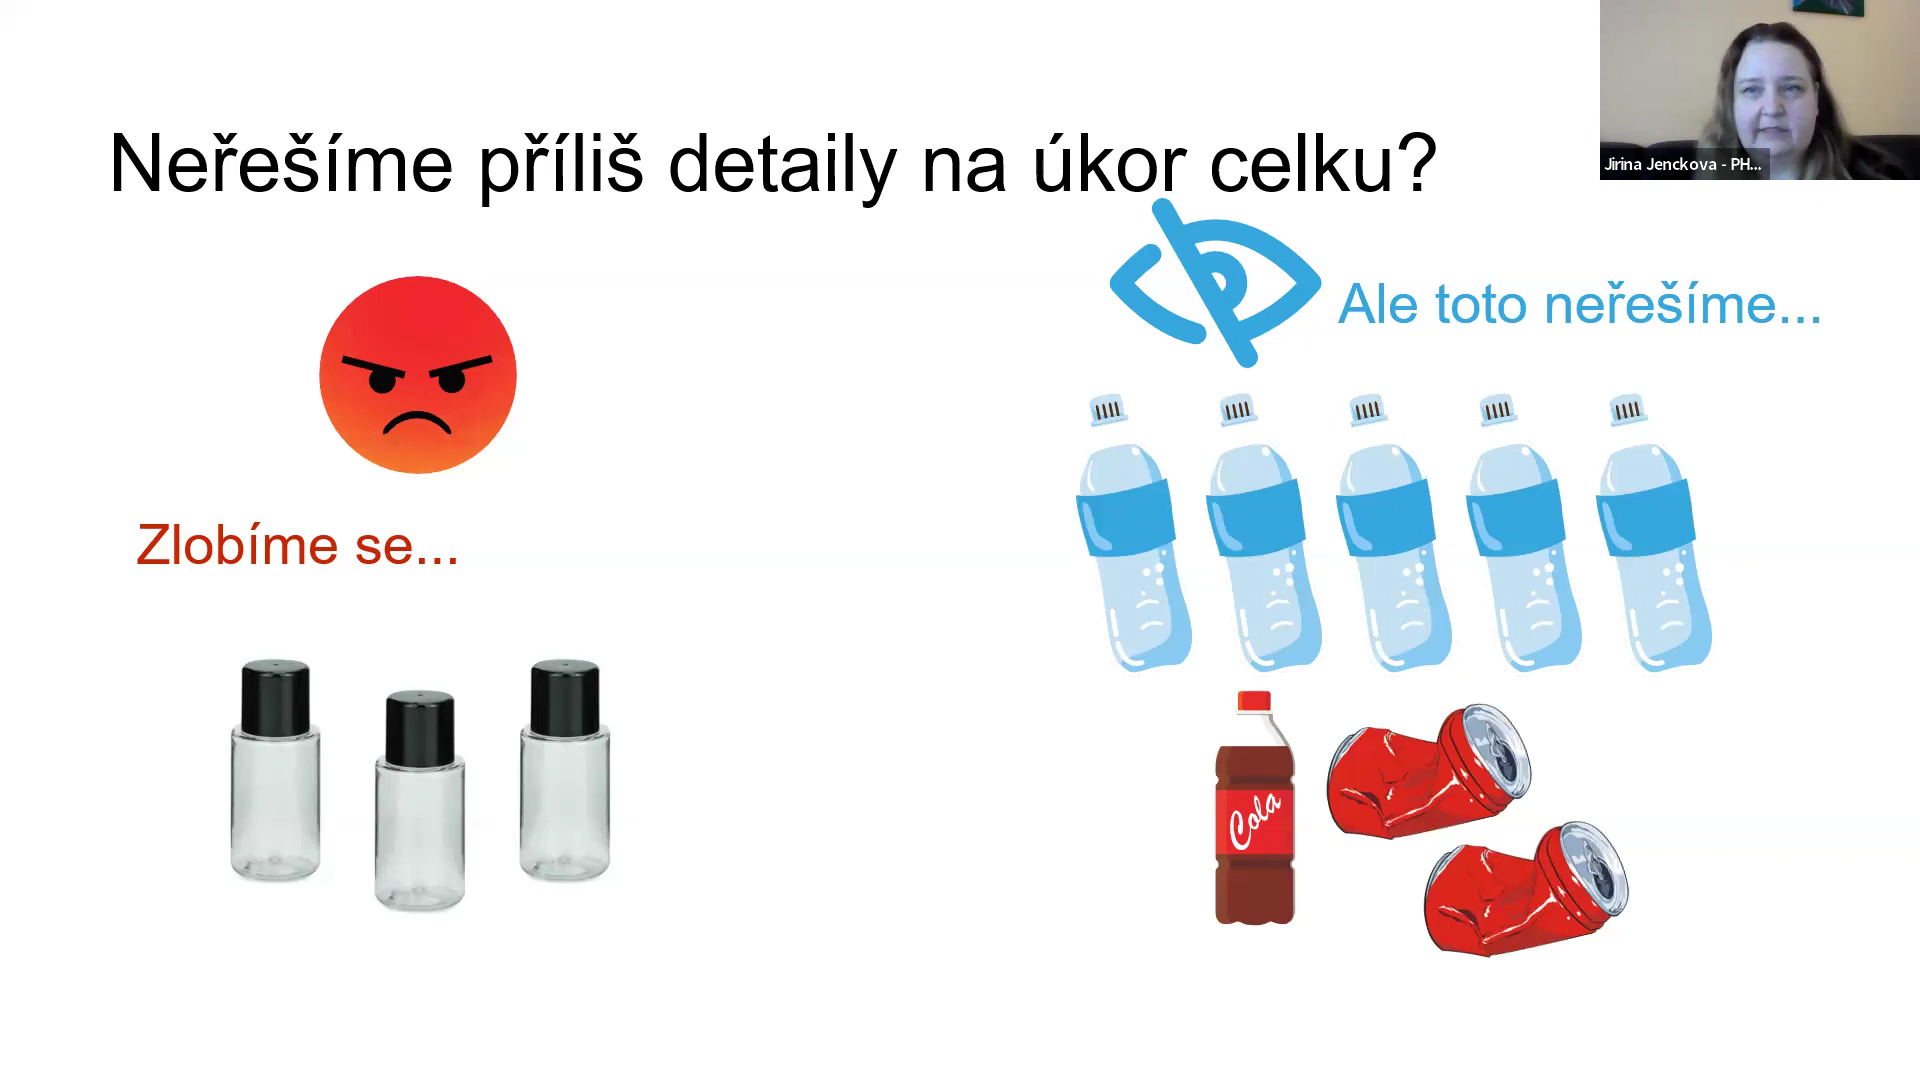 Neřešíme příliš detaily na úkor celku?
Jirina Jenckova - PH...
Ale toto neřešíme...
Zlobíme se...
Cola